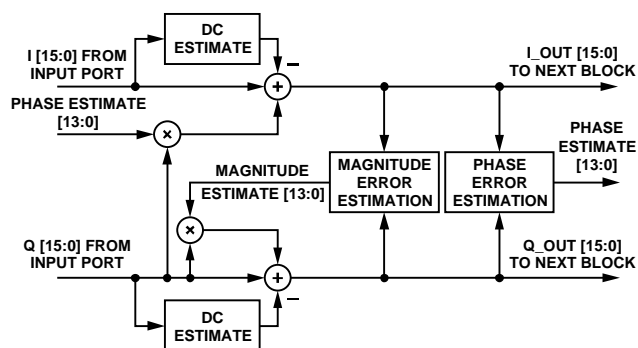 DC
ESTIMATE
I [15:0] FROM
INPUT PORT
–
+
I_OUT [15:0]
TO NEXT BLOCK
PHASE ESTIMATE
[13:0]
×
MAGNITUDE
ESTIMATE [13:0]
MAGNITUDE
ERROR
ESTIMATION
PHASE
ERROR
ESTIMATION
PHASE
ESTIMATE
[13:0]
×
Q [15:0] FROM
INPUT PORT
+
–
Q_OUT [15:0]
TO NEXT BLOCK
DC
ESTIMATE